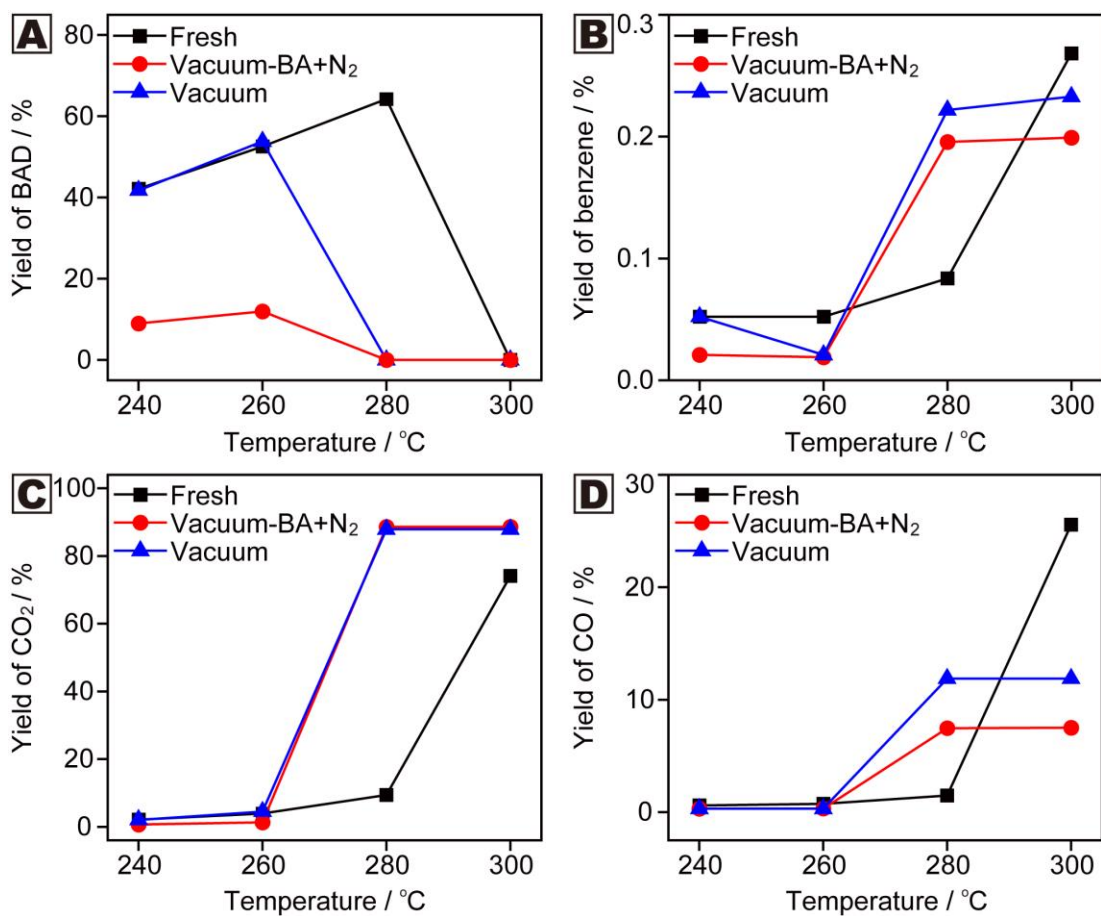 A
Fresh
Vacuum-BA+N₂
Vacuum
80
60
40
20
0
Yield of BAD / %
240 260 280 300
Temperature / °C
B
Fresh
Vacuum-BA+N₂
Vacuum
0.3
0.2
0.1
0.0
Yield of benzene / %
240 260 280 300
Temperature / °C
C
Fresh
Vacuum-BA+N₂
Vacuum
100
80
60
40
20
0
Yield of CO₂ / %
240 260 280 300
Temperature / °C
D
Fresh
Vacuum-BA+N₂
Vacuum
30
20
10
0
Yield of CO / %
240 260 280 300
Temperature / °C